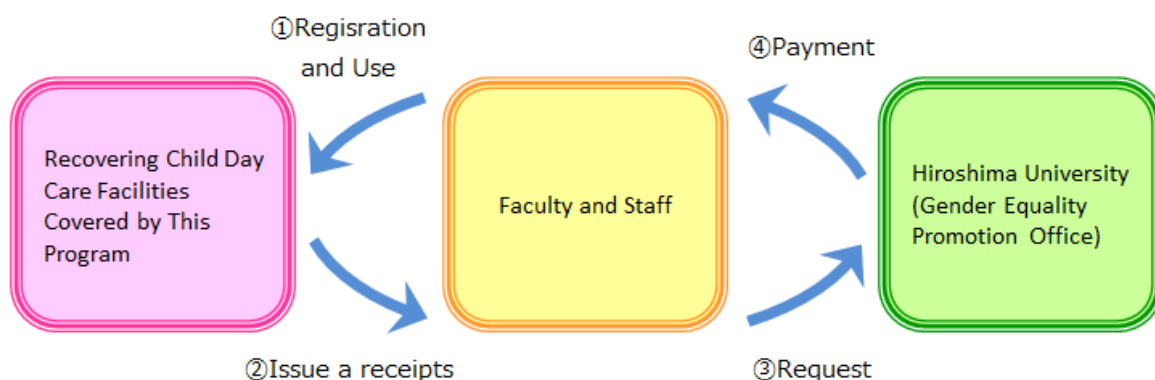 ①Regisration
and Use
④Payment
Recovering Child Day
Care Facilities
Covered by This
Program
Faculty and Staff
Hiroshima University
(Gender Equality
Promotion Office)
②Issue a receipts
③Request